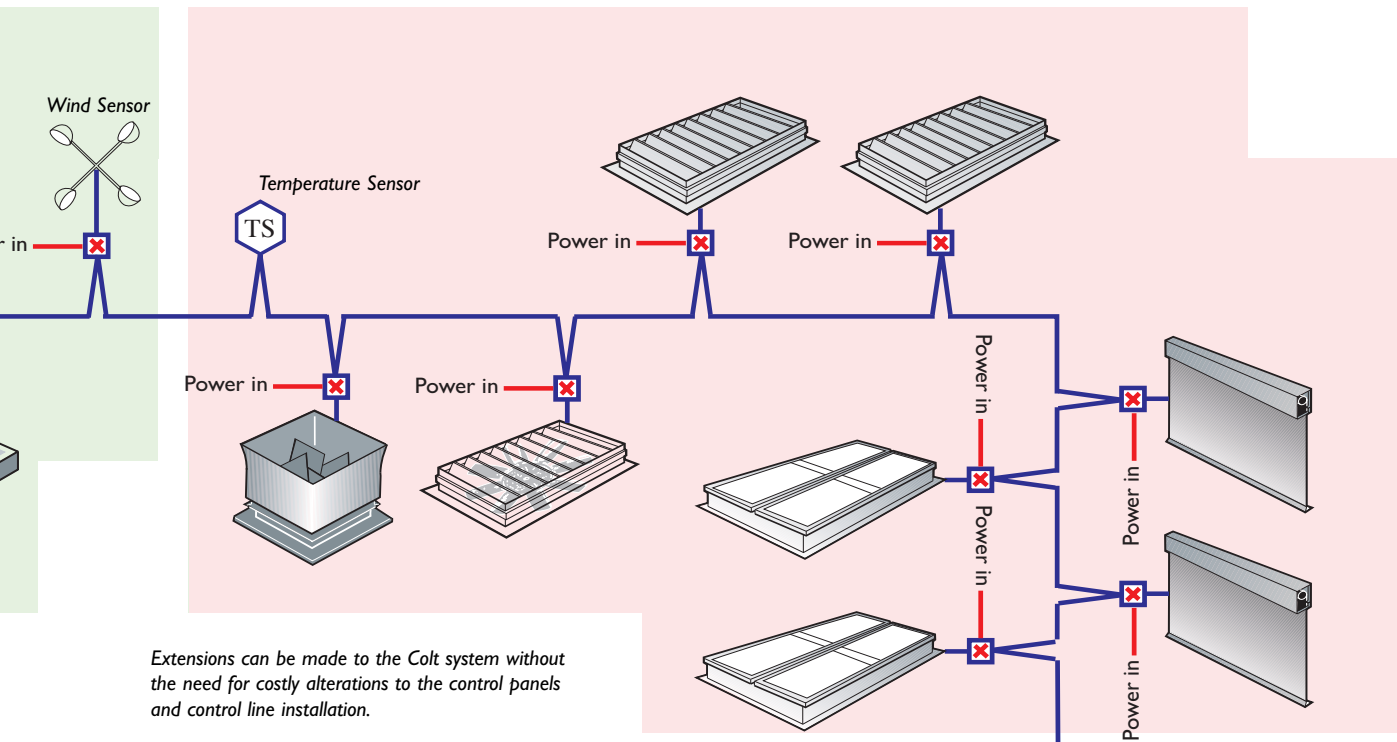 Wind Sensor
Temperature Sensor
TS
r in
Power in
Power in
Power in
Power in
Power in
Power in
Power in
Power in
Extensions can be made to the Colt system without
the need for costly alterations to the control panels
and control line installation.